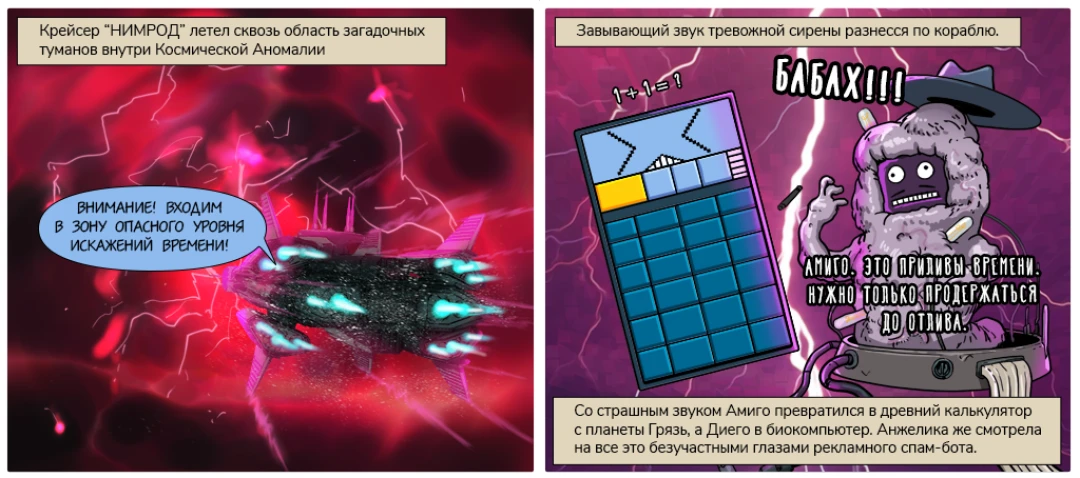 Крейсер “НИМРОД” летел сквозь область загадочных
туманов внутри Космической Аномалии
ВНИМАНИЕ! ВХОДИМ
В ЗОНУ ОПАСНОГО УРОВНЯ
ИСКАЖЕНИЙ ВРЕМЕНИ!
Завывающий звук тревожной сирены разнесся по кораблю.
1+1=?
БАБАХ!!!
АМИГО. ЭТО ПРИЛИВЫ ВРЕМЕНИ.
НУЖНО ТОЛЬКО ПРОДЕРЖАТЬСЯ
ДО ОТЛИВА.
Со страшным звуком Амиго превратился в древний калькулятор
с планеты Грязь, а Диего в биокомпьютер. Анжелика же смотрела
на все это безучастными глазами рекламного спам-бота.